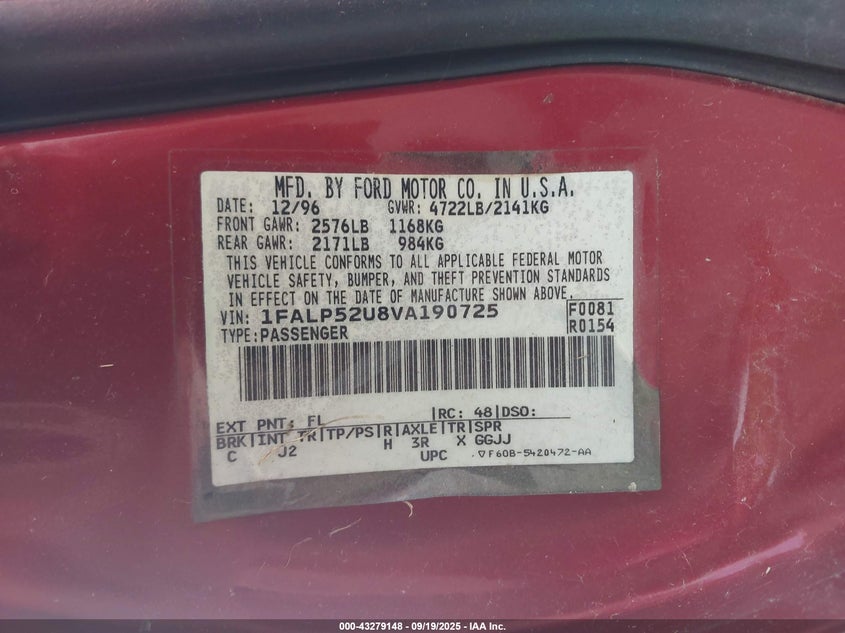 MFD. BY FORD MOTOR CO. IN U.S.A.
DATE: 12/96 GVWR: 4722LB/2141KG
FRONT GAWR: 2576LB 1168KG
REAR GAWR: 2171LB 984KG
THIS VEHICLE CONFORMS TO ALL APPLICABLE FEDERAL MOTOR
VEHICLE SAFETY, BUMPER, AND THEFT PREVENTION STANDARDS
IN EFFECT ON THE DATE OF MANUFACTURE SHOWN ABOVE.
VIN: 1FALP52U8VA190725 F0081
TYPE: PASSENGER R0154
EXT PNT: FL |RC: 48|DSO:
BRK|INT TR|TP/PS|R|AXLE|TR|SPR
C J2 H 3R X GGJJ
UPC ▽F60B-5420472-AA
000-43279148 - 09/19/2025 - IAA Inc.